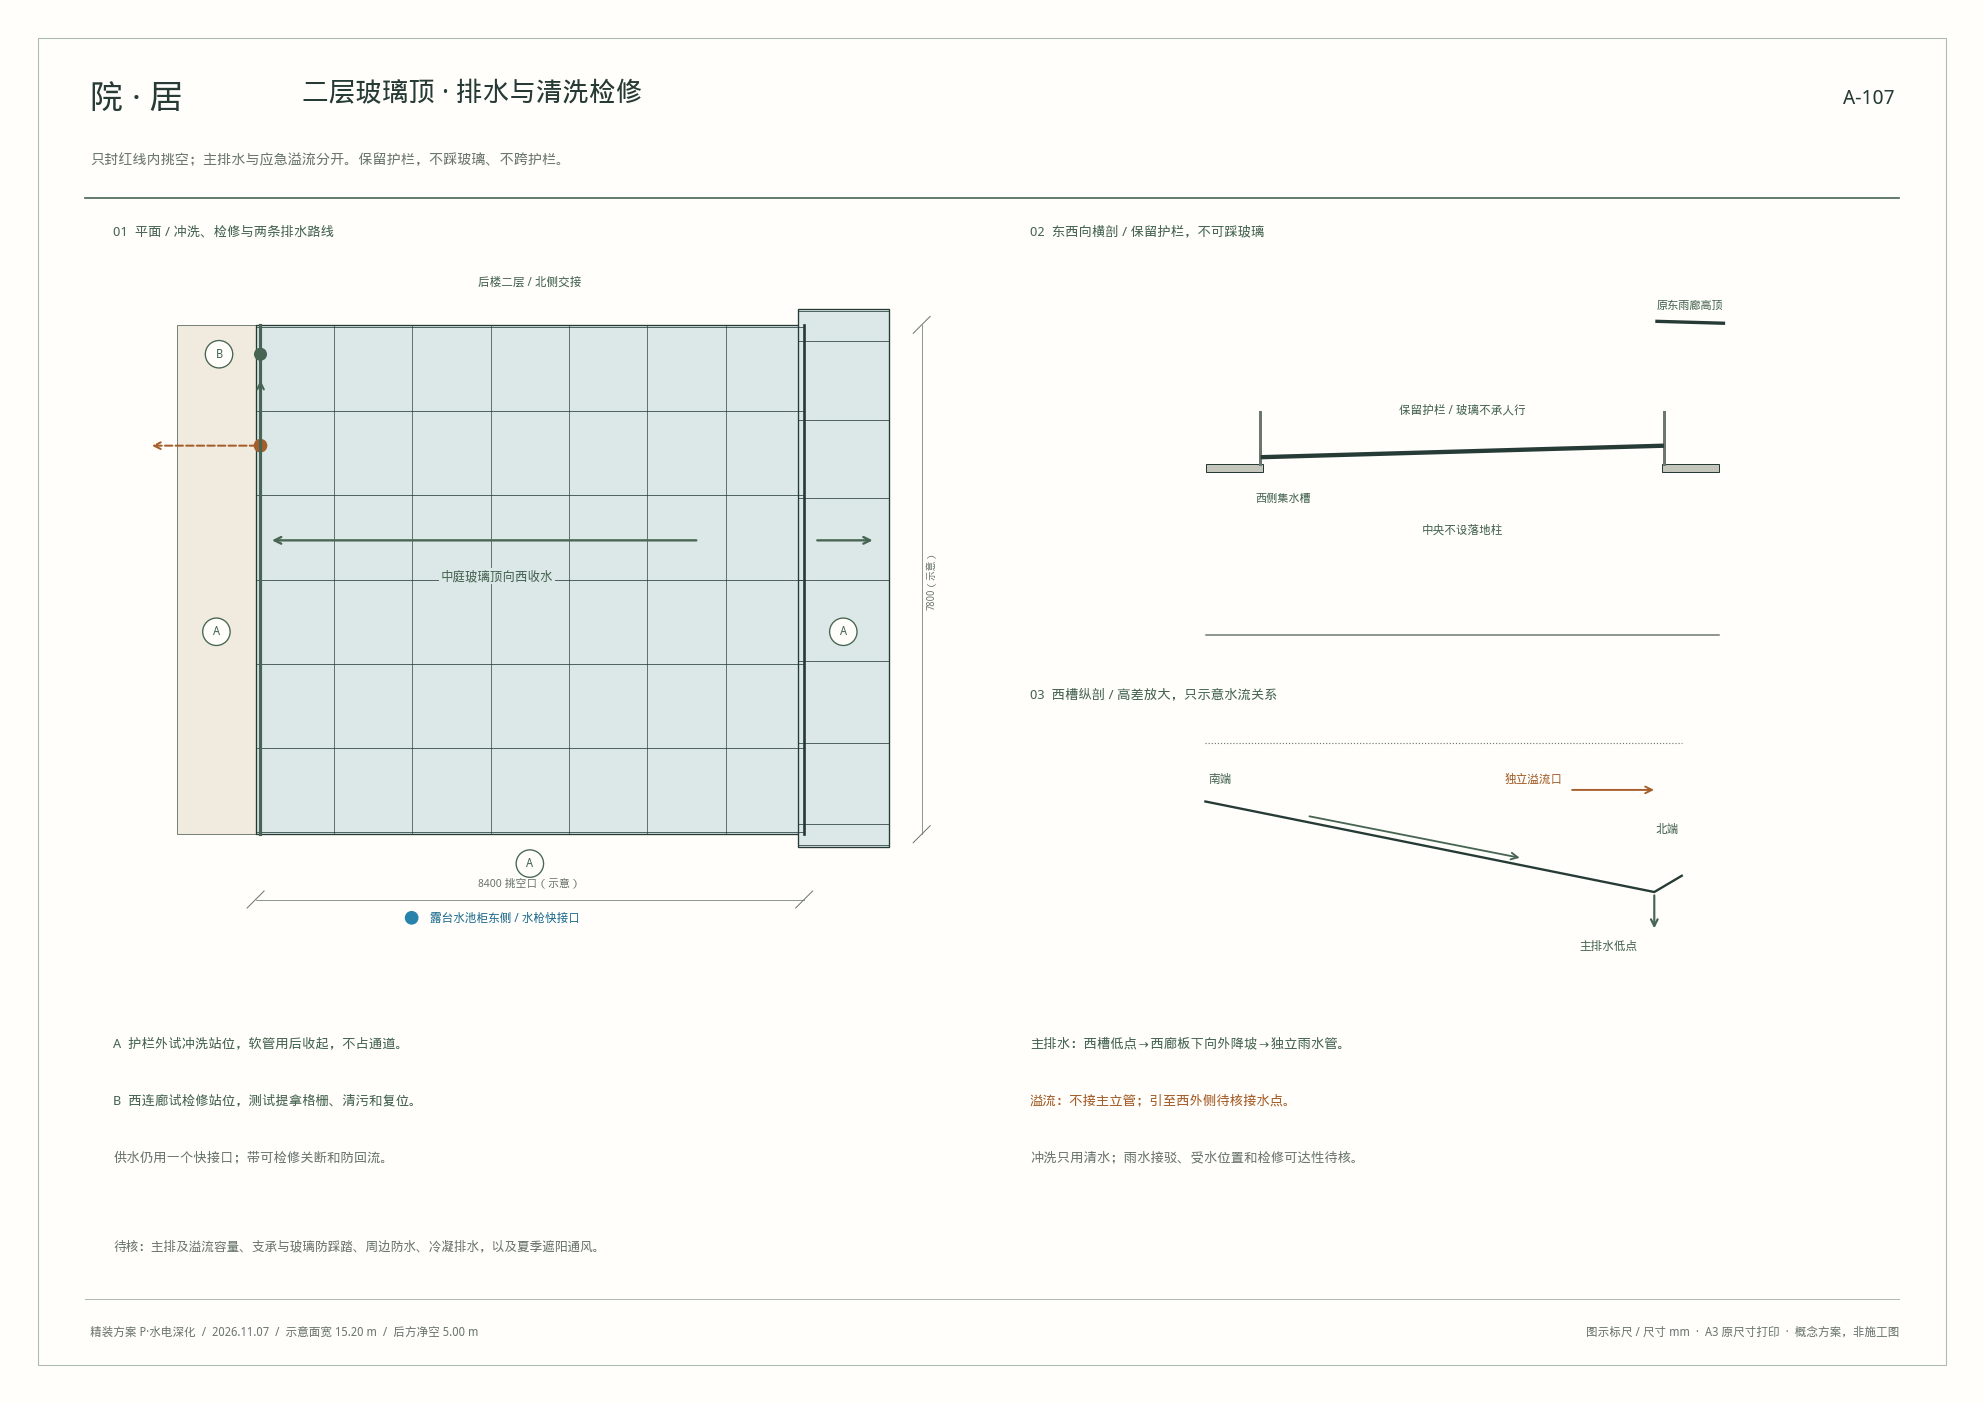 院 · 居
二层玻璃顶 · 排水与清洗检修
A-107
只封红线内挑空；主排水与应急溢流分开。保留护栏，不踩玻璃、不跨护栏。
01 平面 / 冲洗、检修与两条排水路线
后楼二层 / 北侧交接
B
中庭玻璃顶向西收水
A
A
7800（示意）
A
8400 挑空口（示意）
露台水池柜东侧 / 水枪快接口
02 东西向横剖 / 保留护栏，不可踩玻璃
原东雨廊高顶
保留护栏 / 玻璃不承人行
西侧集水槽
中央不设落地柱
03 西槽纵剖 / 高差放大，只示意水流关系
南端
独立溢流口
北端
主排水低点
A 护栏外试冲洗站位，软管用后收起，不占通道。
B 西连廊试检修站位，测试提拿格栅、清污和复位。
供水仍用一个快接口；带可检修关断和防回流。
主排水：西槽低点→西廊板下向外降坡→独立雨水管。
溢流：不接主立管；引至西外侧待核接水点。
冲洗只用清水；雨水接驳、受水位置和检修可达性待核。
待核：主排及溢流容量、支承与玻璃防踩踏、周边防水、冷凝排水，以及夏季遮阳通风。
精装方案 P·水电深化 / 2026.11.07 / 示意面宽 15.20 m / 后方净空 5.00 m
图示标尺 / 尺寸 mm · A3 原尺寸打印 · 概念方案，非施工图